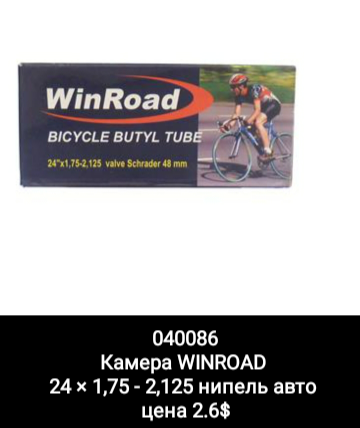 WinRoad
BICYCLE BUTYL TUBE
24"x1,75-2,125 valve Schrader 48 mm
040086
Камера WINROAD
24 × 1,75 - 2,125 нипель авто
цена 2.6$